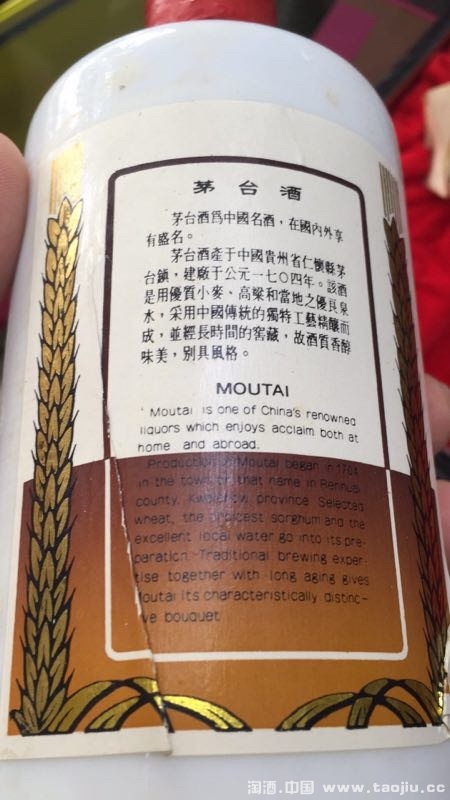 茅台酒
茅台酒爲中國名酒，在國内外享
有盛名。
茅台酒產于中國貴州省仁懷縣茅
台鎮，建廠于公元一七〇四年。該酒
是用優質小麥、高粱和當地之優良泉
水，采用中國傳統的獨特工藝精釀而
成，並經長時間的窖藏，故酒質香醇
味美，别具風格。
MOUTAI
Moutai is one of China's renowned
liquors which enjoys acclaim both at
home and abroad.
Production of Moutai began in 1704
in the town of that name in Renhuai
county, Kweichow province Selected
wheat, the choicest sorghum and the
excellent local water go into its pre-
paration. Traditional brewing exper-
tise together with long aging gives
Moutai its characteristically distinc-
ive bouquet
淘酒.中国 www.taojiu.cc